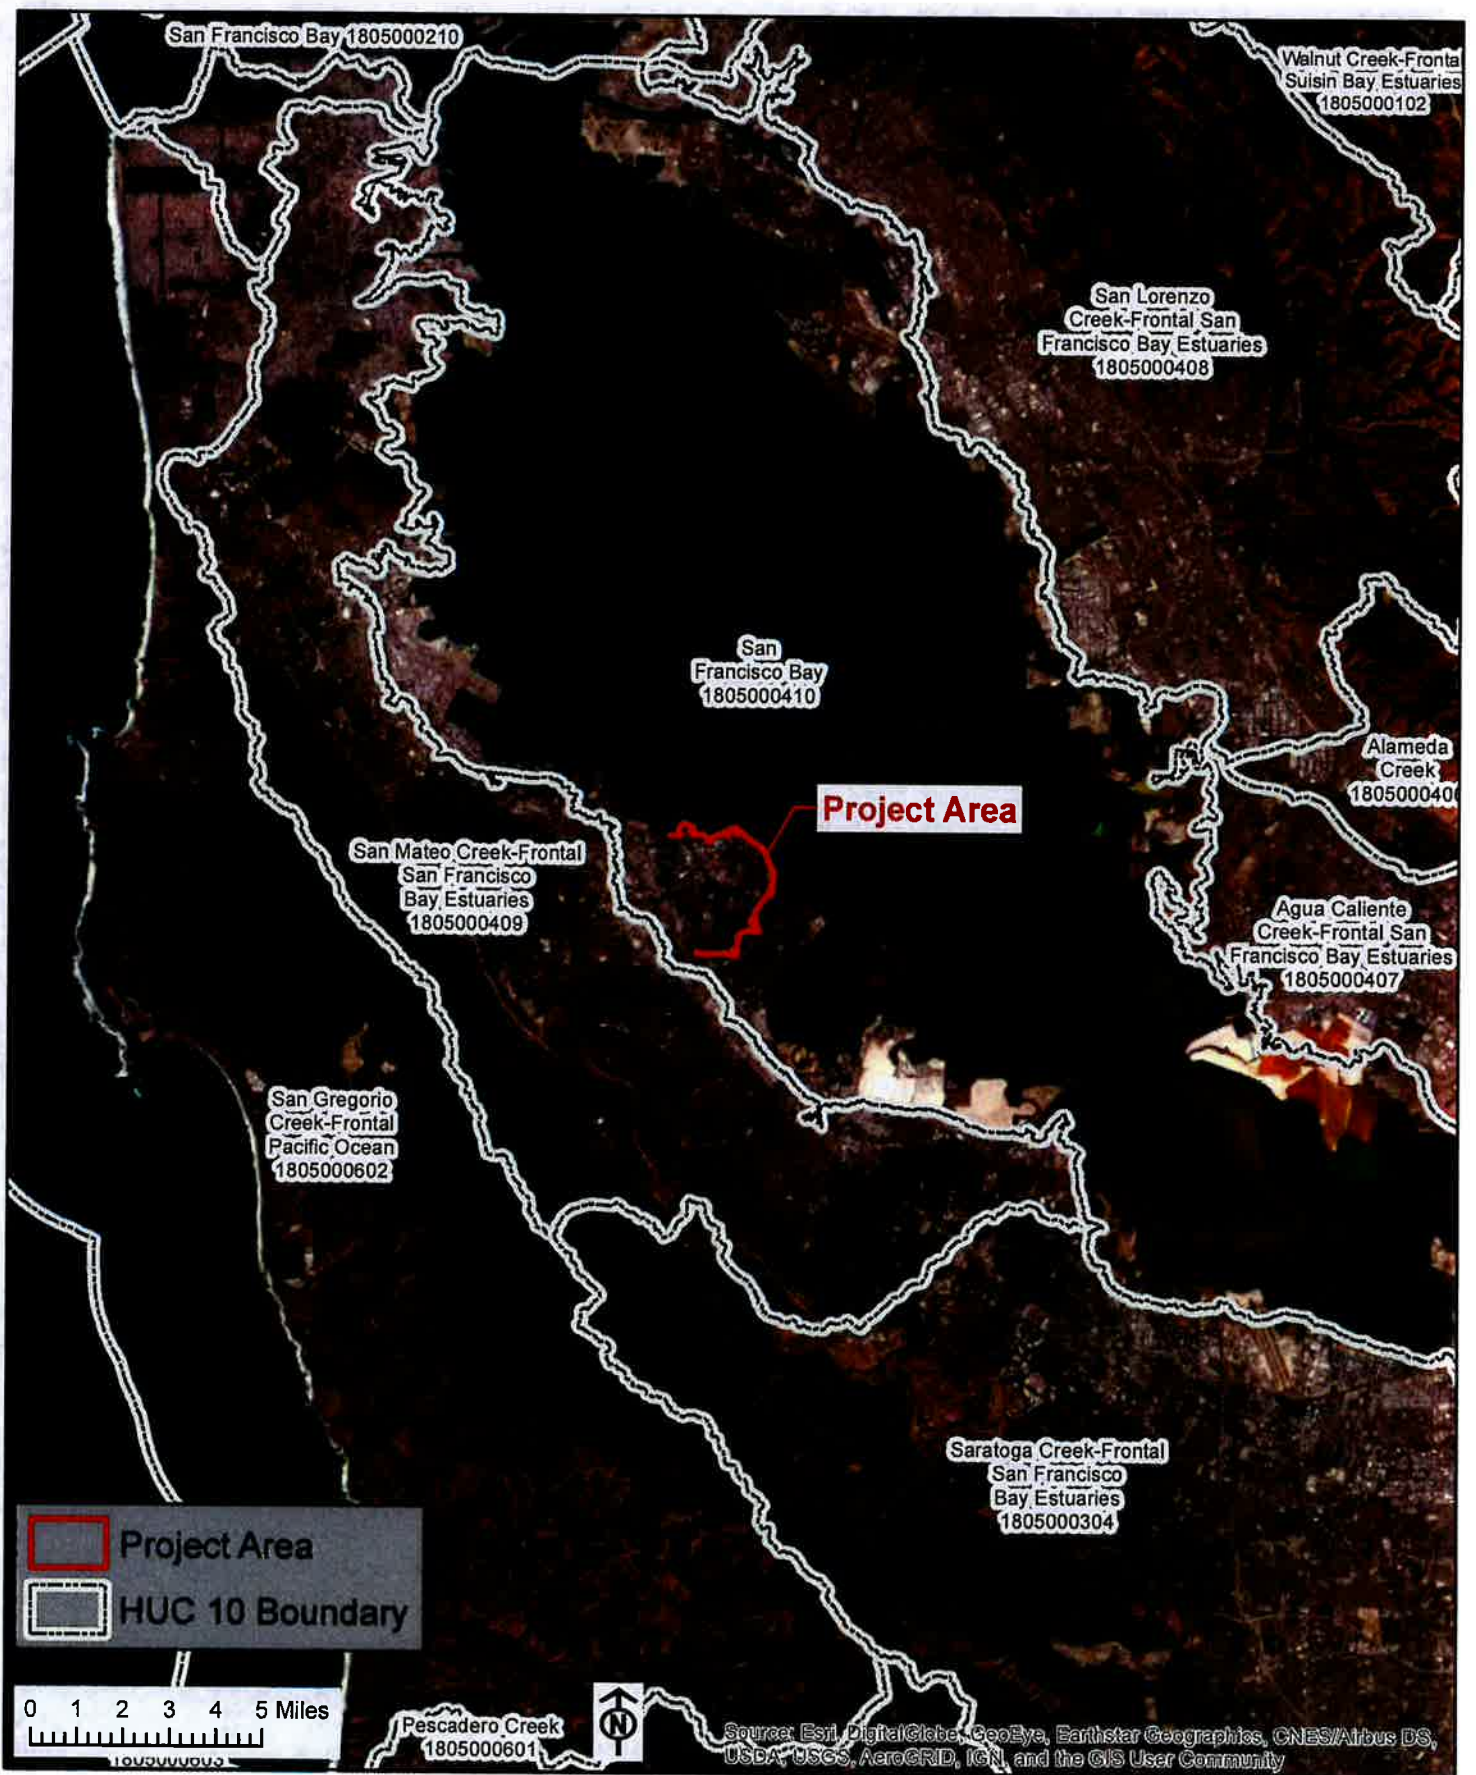 San Francisco Bay 1805000210
Walnut Creek-Fronta
Suisin Bay Estuaries
1805000102
San Lorenzo
Creek-Frontal San
Francisco Bay Estuaries
1805000408
San
Francisco Bay
1805000410
Alameda
Creek
180500040
Project Area
San Mateo Creek-Frontal
San Francisco
Bay Estuaries
1805000409
Agua Caliente
Creek-Frontal San
Francisco Bay Estuaries
1805000407
San Gregorio
Creek-Frontal
Pacific Ocean
1805000602
Saratoga Creek-Frontal
San Francisco
Bay Estuaries
1805000304
Project Area
HUC 10 Boundary
0 1 2 3 4 5 Miles
1805000603
Pescadero Creek
1805000601
N
Source: Esri, DigitalGlobe, GeoEye, Earthstar Geographics, CNES/Airbus DS,
USDA, USGS, AeroGRID, IGN, and the GIS User Community